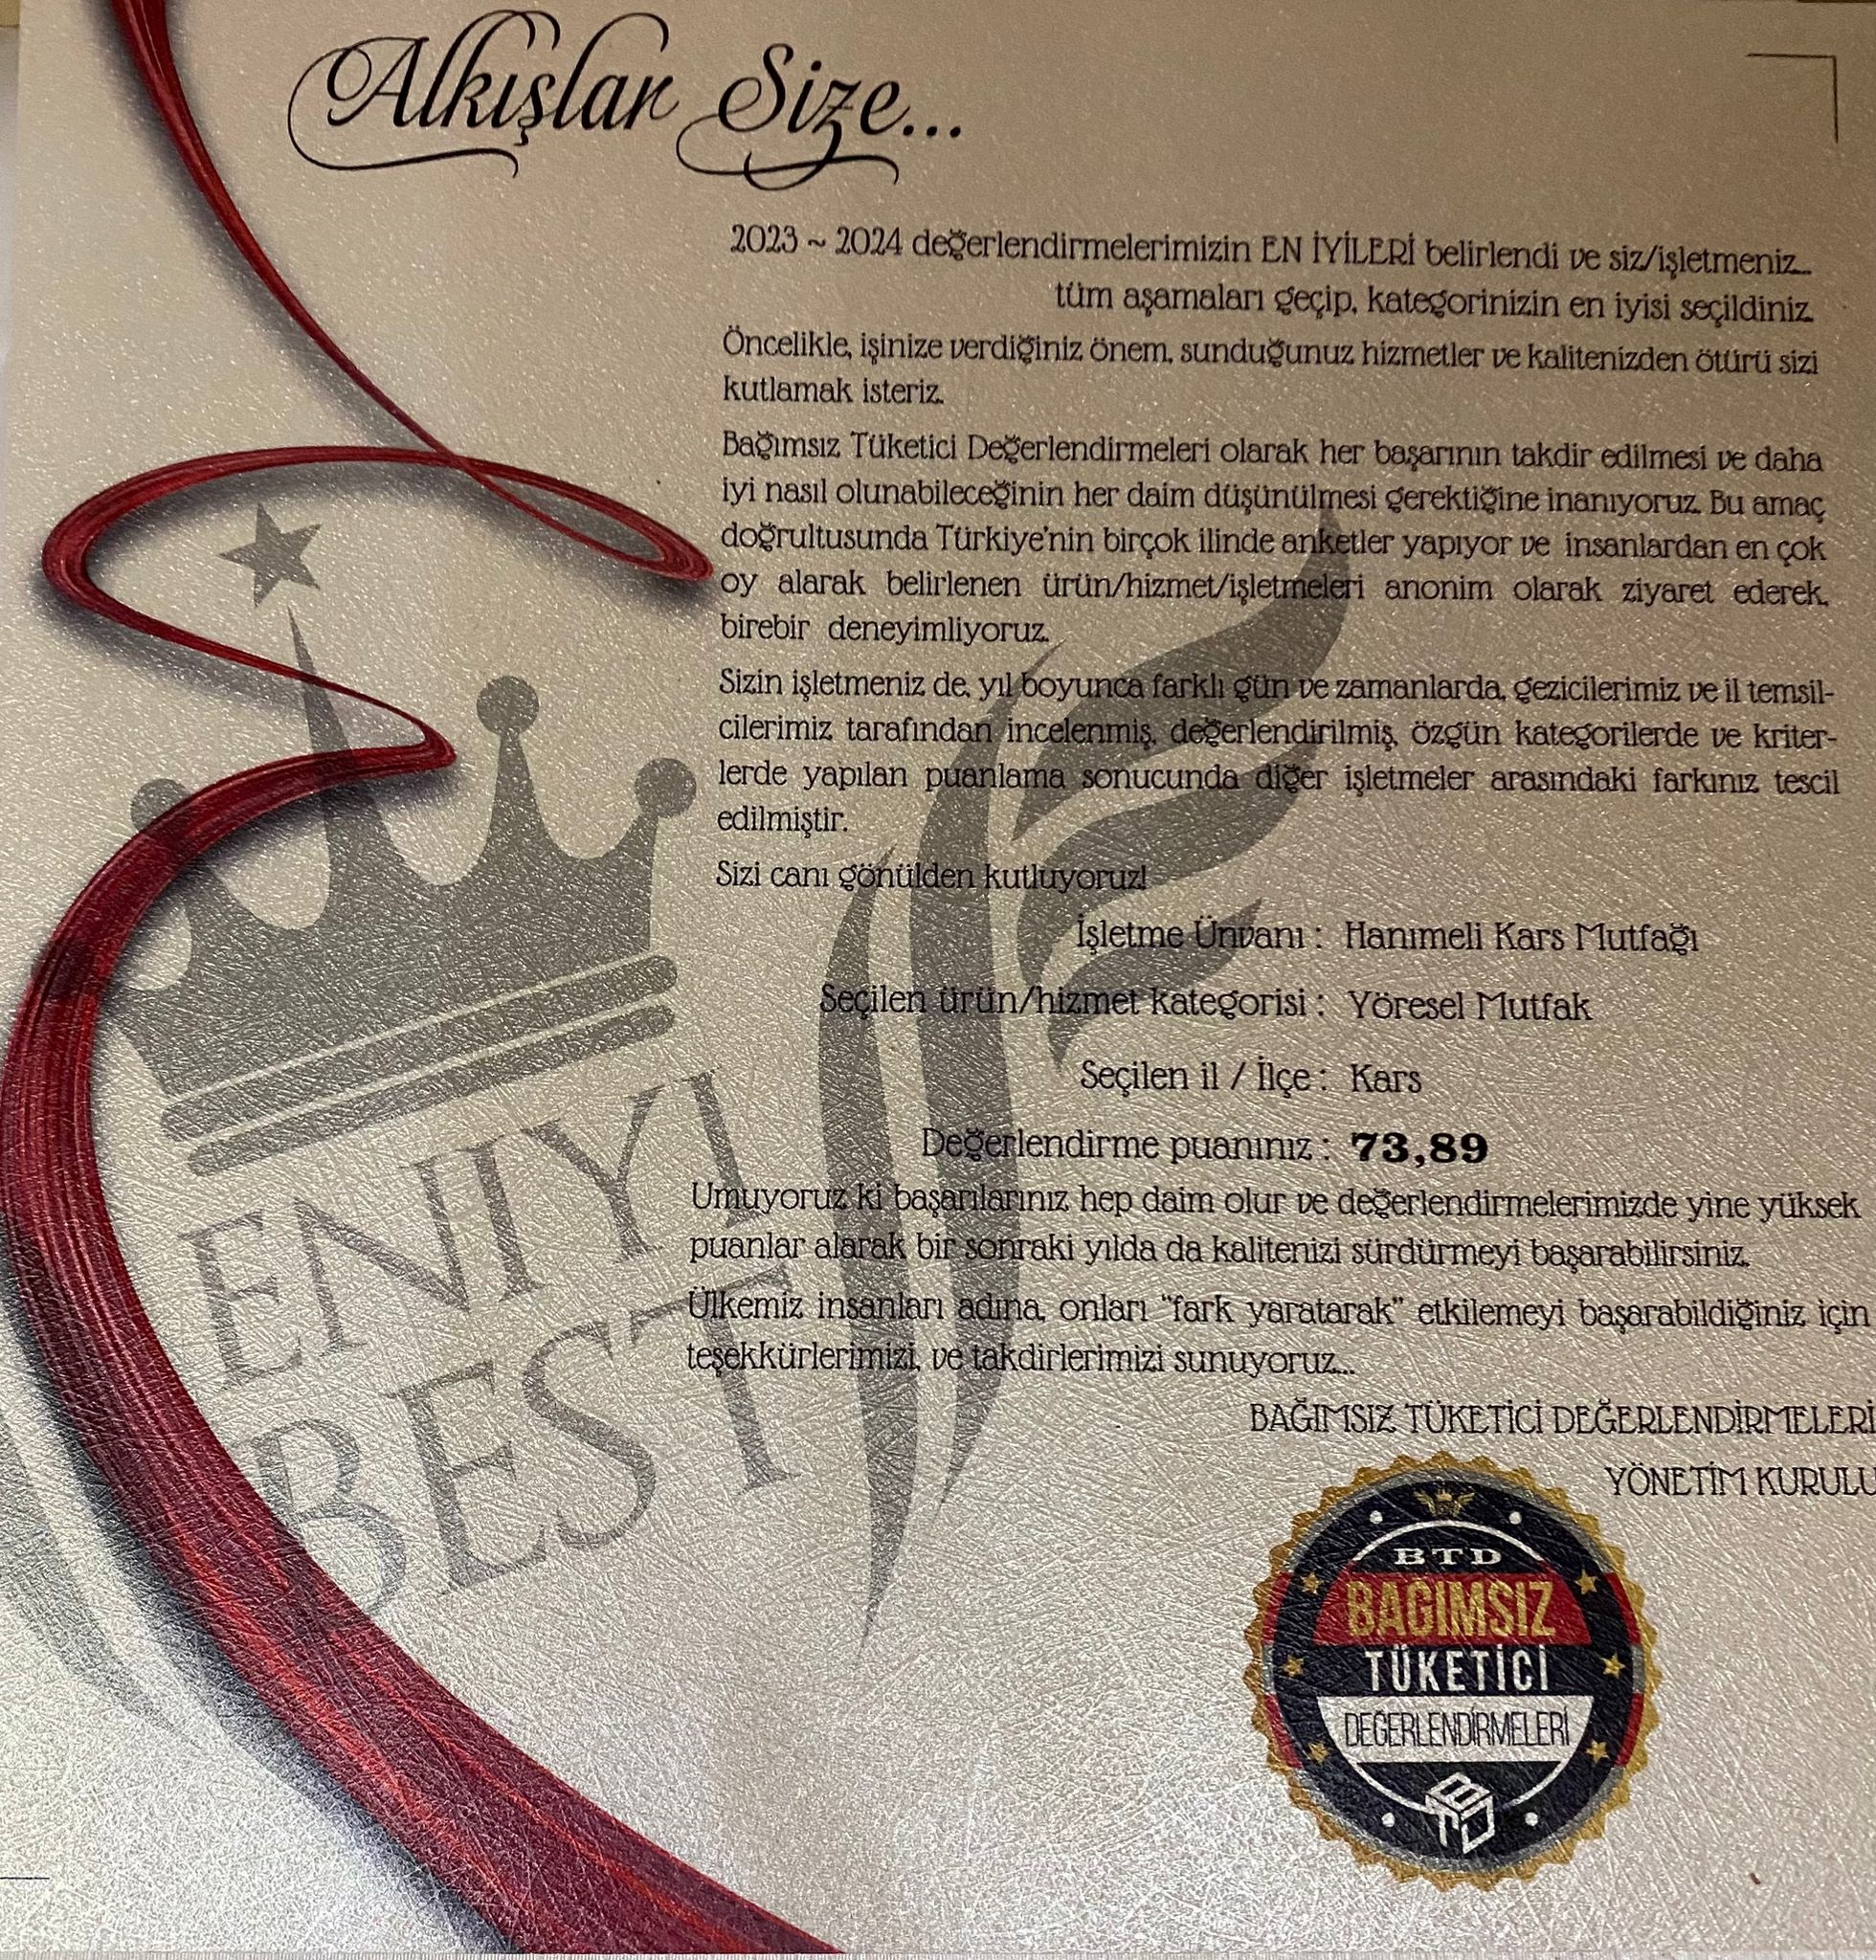 Alkışlar Size...
2023 ~ 2024 değerlendirmelerimizin EN İYİLERİ belirlendi ve siz/işletmeniz...
tüm aşamaları geçip, kategorinizin en iyisi seçildiniz.
Öncelikle, işinize verdiğiniz önem, sunduğunuz hizmetler ve kalitenizden ötürü sizi
kutlamak isteriz.
Bağımsız Tüketici Değerlendirmeleri olarak her başarının takdir edilmesi ve daha
iyi nasıl olunabileceğinin her daim düşünülmesi gerektiğine inanıyoruz. Bu amaç
doğrultusunda Türkiye'nin birçok ilinde anketler yapıyor ve insanlardan en çok
oy alarak belirlenen ürün/hizmet/işletmeleri anonim olarak ziyaret ederek,
birebir deneyimliyoruz.
Sizin işletmeniz de, yıl boyunca farklı gün ve zamanlarda, gezicilerimiz ve il temsil-
cilerimiz tarafından incelenmiş, değerlendirilmiş, özgün kategorilerde ve kriter-
lerde yapılan puanlama sonucunda diğer işletmeler arasındaki farkınız tescil
edilmiştir.
Sizi canı gönülden kutluyoruz!
İşletme Ünvanı : Hanımeli Kars Mutfağı
Seçilen ürün/hizmet kategorisi : Yöresel Mutfak
Seçilen il / İlçe : Kars
Değerlendirme puanınız : 73,89
Umuyoruz ki başarılarınız hep daim olur ve değerlendirmelerimizde yine yüksek
puanlar alarak bir sonraki yılda da kalitenizi sürdürmeyi başarabilirsiniz.
Ülkemiz insanları adına, onları "fark yaratarak" etkilemeyi başarabildiğiniz için
teşekkürlerimizi, ve takdirlerimizi sunuyoruz...
BAĞIMSIZ TÜKETİCİ DEĞERLENDİRMELERİ
YÖNETİM KURULU
ENIYI
BEST
BTD
BAĞIMSIZ
TÜKETİCİ
DEĞERLENDİRMELERİ
BTD